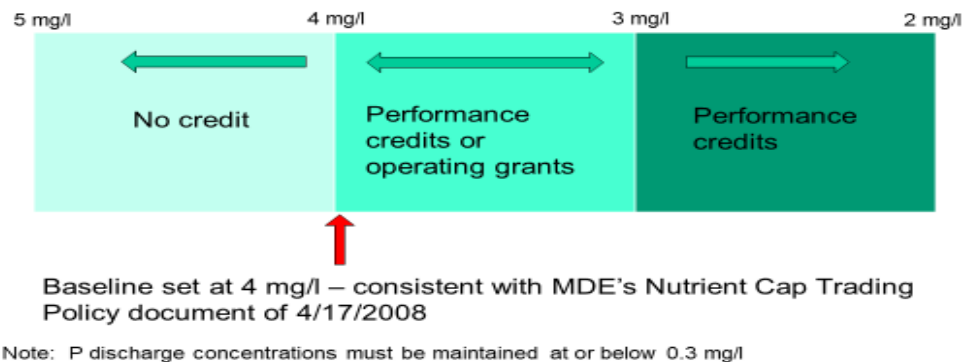 5 mg/l 4 mg/l 3 mg/l 2 mg/l
No credit
Performance
credits or
operating grants
Performance
credits
Baseline set at 4 mg/l – consistent with MDE's Nutrient Cap Trading
Policy document of 4/17/2008
Note: P discharge concentrations must be maintained at or below 0.3 mg/l